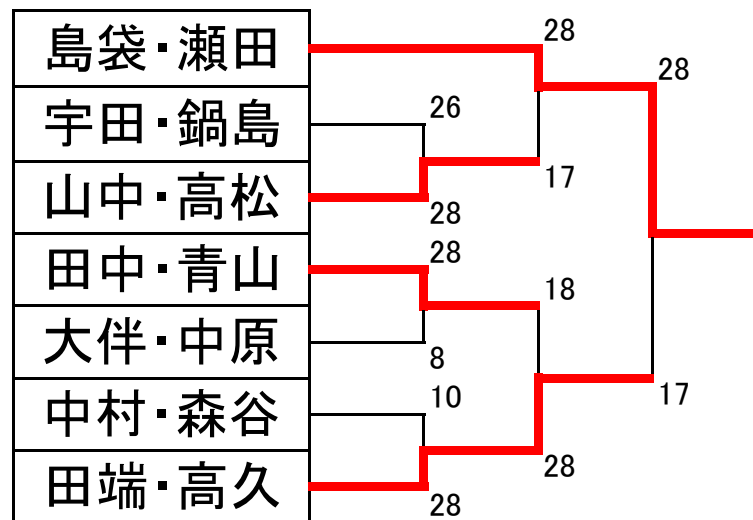 島袋・瀬田
宇田・鍋島
山中・高松
田中・青山
大伴・中原
中村・森谷
田端・高久
28
28
26
17
28
28
18
8
10
17
28
28